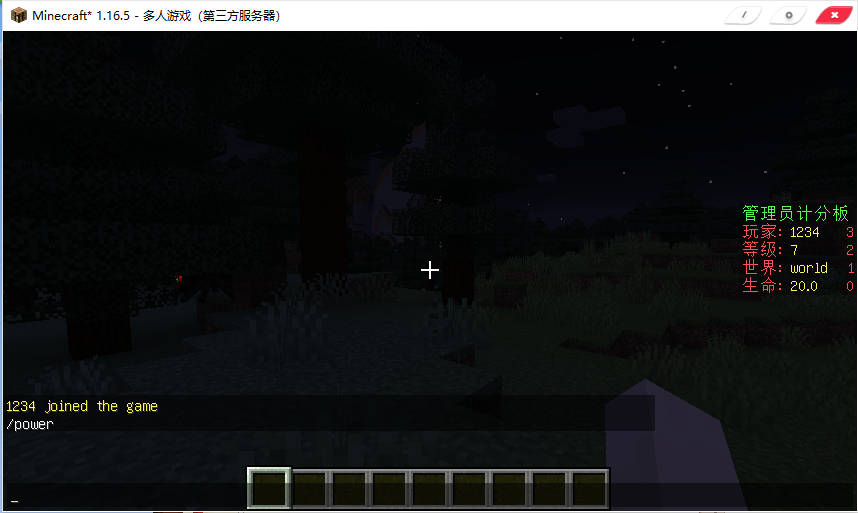 Minecraft* 1.16.5 - 多人游戏（第三方服务器）
管理员计分板
玩家: 1234 3
等级: 7 2
世界: world 1
生命: 20.0 0
1234 joined the game
/power
_